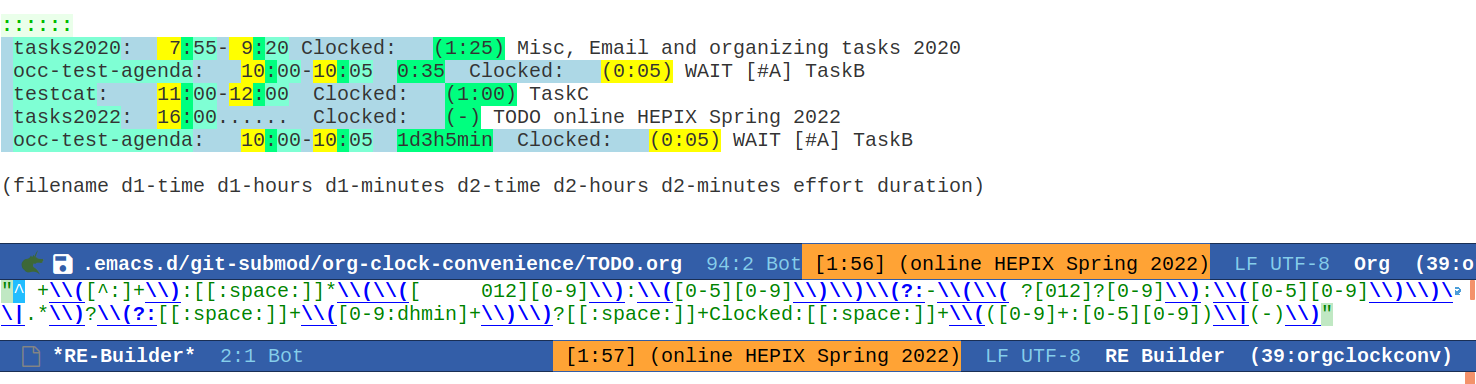 ::::::
 tasks2020:   7:55- 9:20 Clocked:   (1:25) Misc, Email and organizing tasks 2020
 occ-test-agenda:   10:00-10:05  0:35  Clocked:   (0:05) WAIT [#A] TaskB
 testcat:    11:00-12:00  Clocked:   (1:00) TaskC
 tasks2022:  16:00......  Clocked:   (-) TODO online HEPIX Spring 2022
 occ-test-agenda:   10:00-10:05  1d3h5min  Clocked:   (0:05) WAIT [#A] TaskB
(filename d1-time d1-hours d1-minutes d2-time d2-hours d2-minutes effort duration)
.emacs.d/git-submod/org-clock-convenience/TODO.org  94:2 Bot [1:56] (online HEPIX Spring 2022)  LF UTF-8  Org  (39:o
"^ +\\([^:]+\\):[[:space:]]*\\(\\([     012][0-9]\\):\\([0-5][0-9]\\)\\)\\(?:-\\(\\( ?[012]?[0-9]\\):\\([0-5][0-9]\\)\\)\
\|.*\\)?\\(?:[[:space:]]+\\([0-9:dhmin]+\\)\\)?[[:space:]]+Clocked:[[:space:]]+\\(([0-9]+:[0-5][0-9])\\|(-)\\)"
*RE-Builder*  2:1 Bot [1:57] (online HEPIX Spring 2022)  LF UTF-8  RE Builder  (39:orgclockconv)